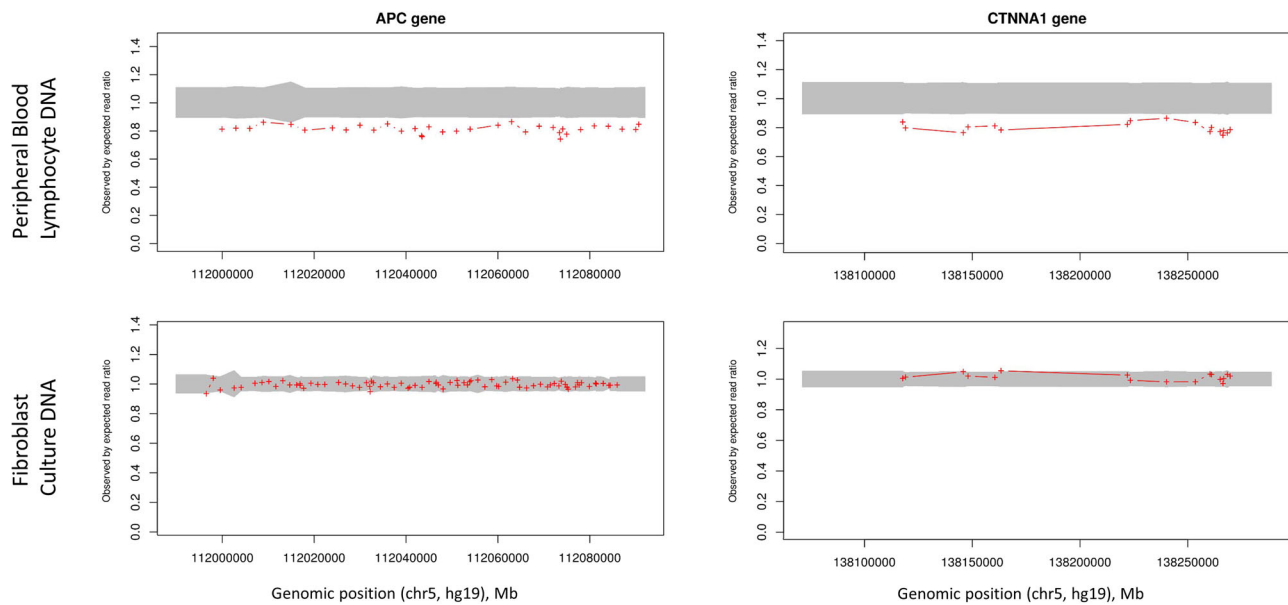 APC gene
CTNNA1 gene
Peripheral Blood
Lymphocyte DNA
Observed by expected read ratio
0.0 0.2 0.4 0.6 0.8 1.0 1.2 1.4
112000000 112020000 112040000 112060000 112080000
Observed by expected read ratio
0.0 0.2 0.4 0.6 0.8 1.0 1.2 1.4
138100000 138150000 138200000 138250000
Fibroblast
Culture DNA
Observed by expected read ratio
0.0 0.2 0.4 0.6 0.8 1.0 1.2 1.4
112000000 112020000 112040000 112060000 112080000
Observed by expected read ratio
0.0 0.2 0.4 0.6 0.8 1.0 1.2
138100000 138150000 138200000 138250000
Genomic position (chr5, hg19), Mb
Genomic position (chr5, hg19), Mb